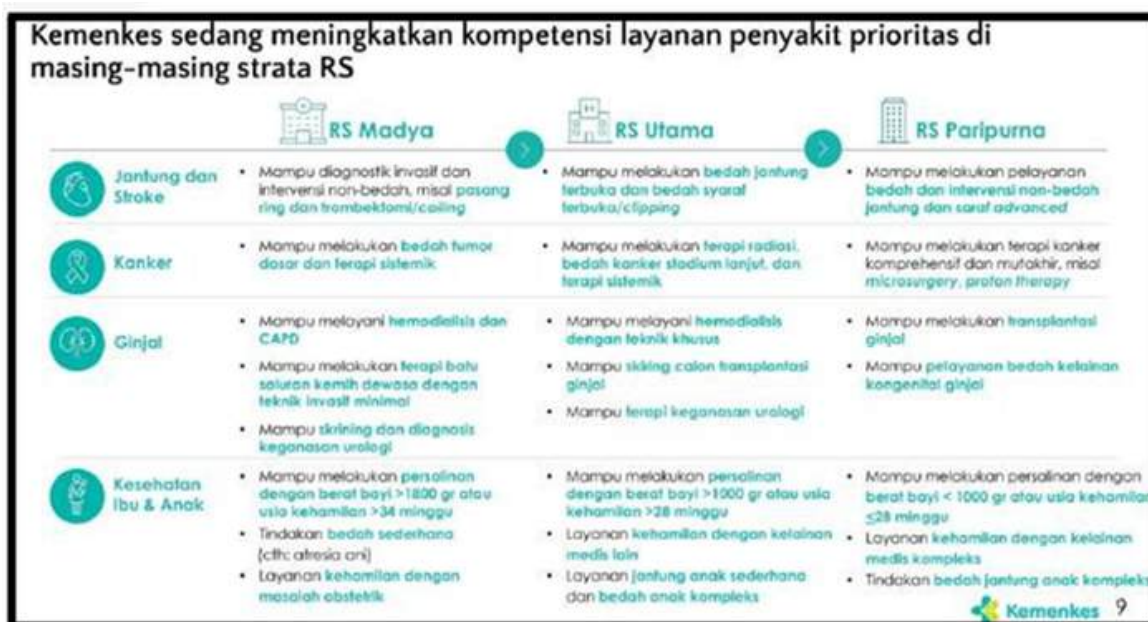 Kemenkes sedang meningkatkan kompetensi layanan penyakit prioritas di
masing-masing strata RS
RS Madya
RS Utama
RS Paripurna
Jantung dan
Stroke
• Mampu diagnostik invasif dan
intervensi non-bedah, misal pasang
ring dan trombektomi/coiling
• Mampu melakukan bedah jantung
terbuka dan bedah syaraf
terbuka/clipping
• Mampu melakukan pelayanan
bedah dan intervensi non-bedah
jantung dan saraf advanced
Kanker
• Mampu melakukan bedah tumor
dasar dan terapi sistemik
• Mampu melakukan terapi radiasi,
bedah kanker stadium lanjut, dan
terapi sistemik
• Mampu melakukan terapi kanker
komprehensif dan mutakhir, misal
microsurgery, proton therapy
Ginjal
• Mampu melayani hemodialisis dan
CAPD
• Mampu melakukan terapi batu
saluran kemih dewasa dengan
teknik invasif minimal
• Mampu skrining dan diagnosis
keganasan urologi
• Mampu melayani hemodialisis
dengan teknik khusus
• Mampu calon transplantasi
ginjal
• Mampu terapi keganasan urologi
• Mampu melakukan transplantasi
ginjal
• Mampu pelayanan bedah kelainan
kongenital ginjal
Kesehatan
Ibu & Anak
• Mampu melakukan persalinan
dengan berat bayi >1800 gr atau
usia kehamilan >34 minggu
• Tindakan bedah sederhana
(cth: atresia ani)
• Layanan kehamilan dengan
masalah obstetrik
• Mampu melakukan persalinan
dengan berat bayi >1000 gr atau usia
kehamilan >28 minggu
• Layanan kehamilan dengan kelainan
medis lain
• Layanan jantung anak sederhana
dan bedah anak kompleks
• Mampu melakukan persalinan dengan
berat bayi < 1000 gr atau usia kehamilan
≤28 minggu
• Layanan kehamilan dengan kelainan
medis kompleks
• Tindakan bedah jantung anak kompleks
Kemenkes 9